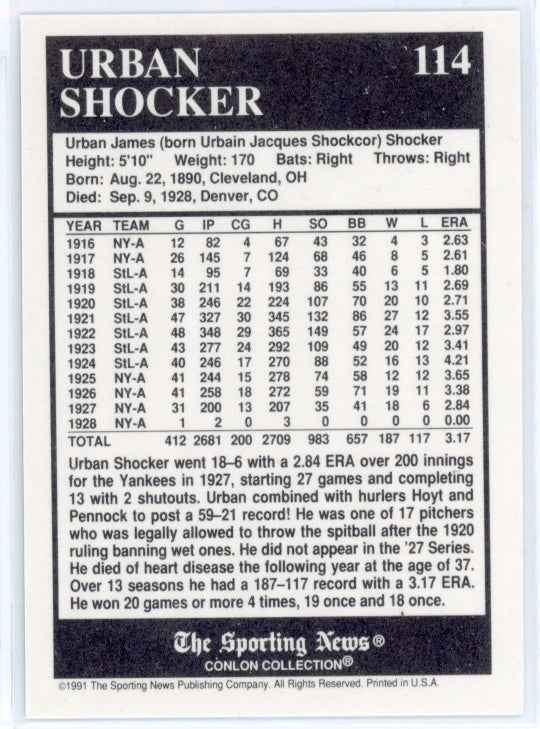 URBAN 114
SHOCKER
Urban James (born Urbain Jacques Shockcor) Shocker
Height: 5'10" Weight: 170 Bats: Right Throws: Right
Born: Aug. 22, 1890, Cleveland, OH
Died: Sep. 9, 1928, Denver, CO
YEAR TEAM G IP CG H SO BB W L ERA
1916 NY-A 12 82 4 67 43 32 4 3 2.63
1917 NY-A 26 145 7 124 68 46 8 5 2.61
1918 StL-A 14 95 7 69 33 40 6 5 1.80
1919 StL-A 30 211 14 193 86 55 13 11 2.69
1920 StL-A 38 246 22 224 107 70 20 10 2.71
1921 StL-A 47 327 30 345 132 86 27 12 3.55
1922 StL-A 48 348 29 365 149 57 24 17 2.97
1923 StL-A 43 277 24 292 109 49 20 12 3.41
1924 StL-A 40 246 17 270 88 52 16 13 4.21
1925 NY-A 41 244 15 278 74 58 12 12 3.65
1926 NY-A 41 258 18 272 59 71 19 11 3.38
1927 NY-A 31 200 13 207 35 41 18 6 2.84
1928 NY-A 1 2 0 3 0 0 0 0 0.00
TOTAL 412 2681 200 2709 983 657 187 117 3.17
Urban Shocker went 18–6 with a 2.84 ERA over 200 innings
for the Yankees in 1927, starting 27 games and completing
13 with 2 shutouts. Urban combined with hurlers Hoyt and
Pennock to post a 59–21 record! He was one of 17 pitchers
who was legally allowed to throw the spitball after the 1920
ruling banning wet ones. He did not appear in the '27 Series.
He died of heart disease the following year at the age of 37.
Over 13 seasons he had a 187–117 record with a 3.17 ERA.
He won 20 games or more 4 times, 19 once and 18 once.
The Sporting News®
CONLON COLLECTION®
©1991 The Sporting News Publishing Company. All Rights Reserved. Printed in U.S.A.